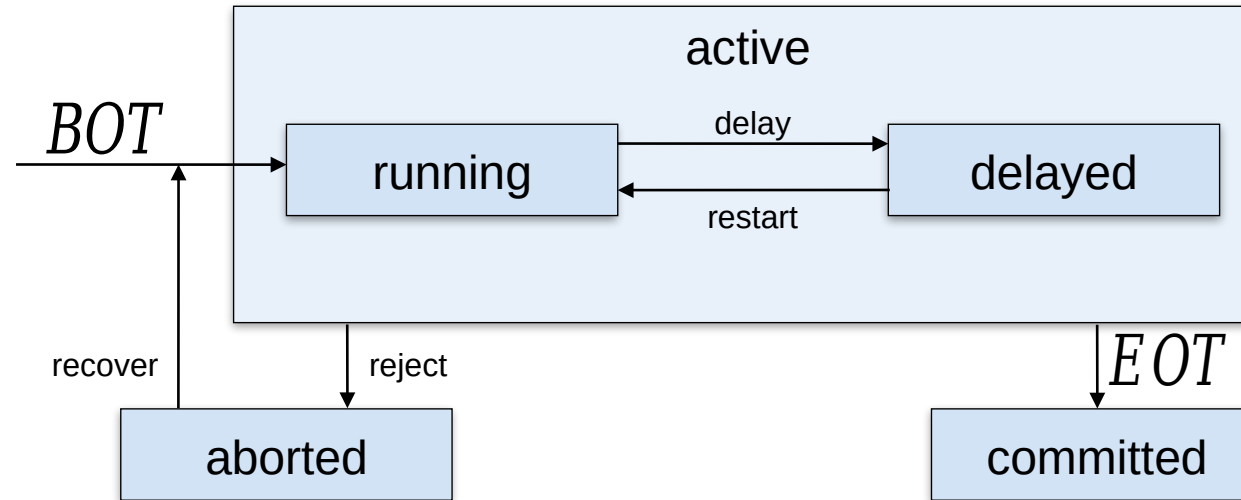 active
BOT
delay
running
delayed
restart
recover
reject
EOT
aborted
committed